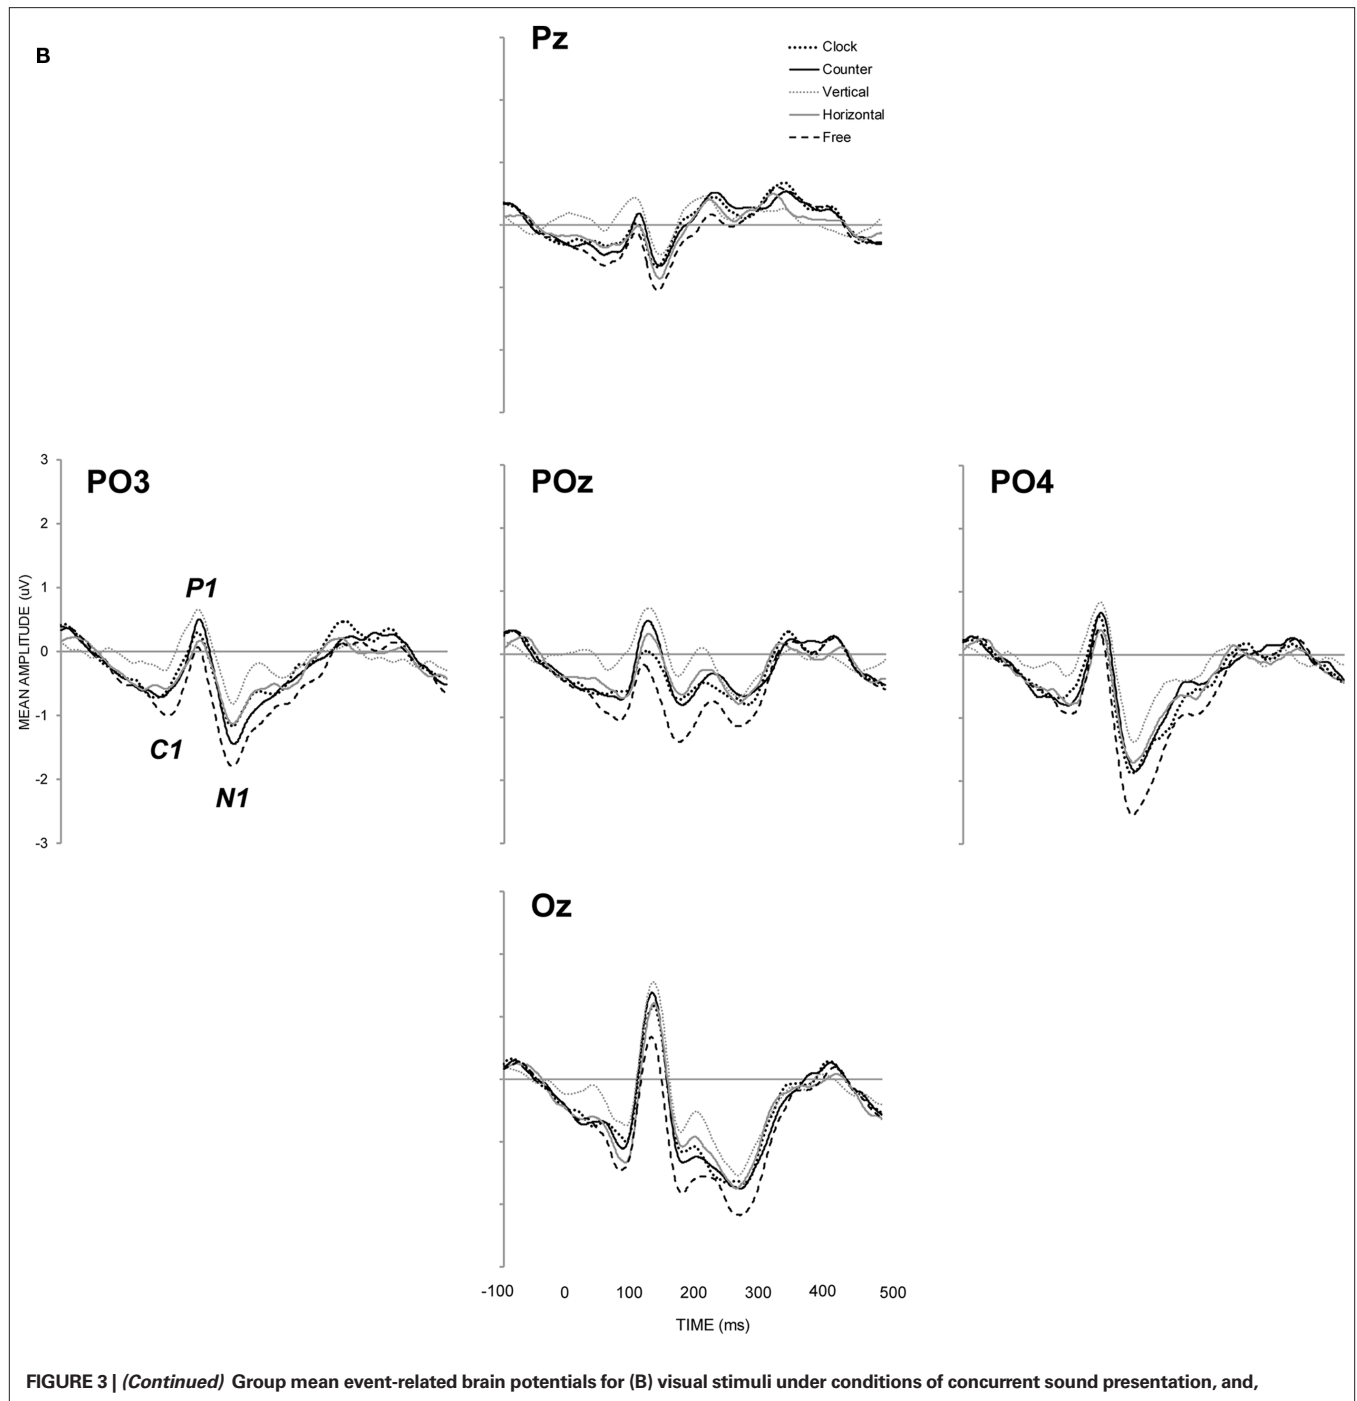 B
Pz
Clock
Counter
Vertical
Horizontal
Free
PO3
POz
PO4
3
2
1
0
-1
-2
-3
MEAN AMPLITUDE (uV)
P1
C1
N1
Oz
-100 0 100 200 300 400 500
TIME (ms)
FIGURE 3 | (Continued) Group mean event-related brain potentials for (B) visual stimuli under conditions of concurrent sound presentation, and,